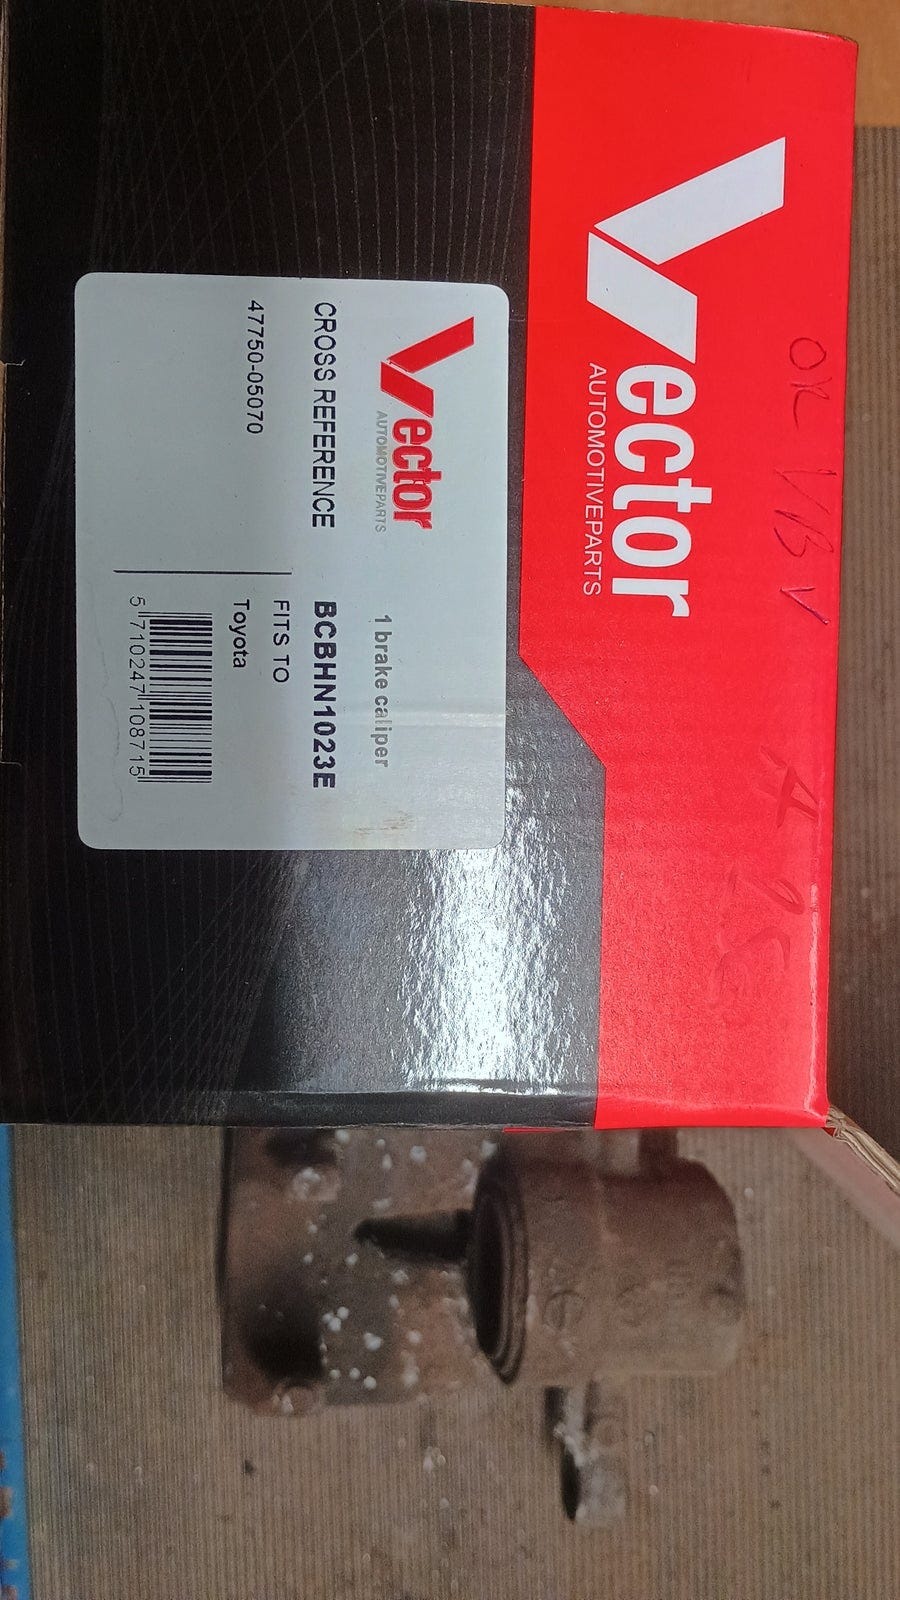 Vector
AUTOMOTIVEPARTS
Vector
AUTOMOTIVEPARTS
1 brake caliper
CROSS REFERENCE
BCBHN1023E
47750-05070
FITS TO
Toyota
5 710247 108715